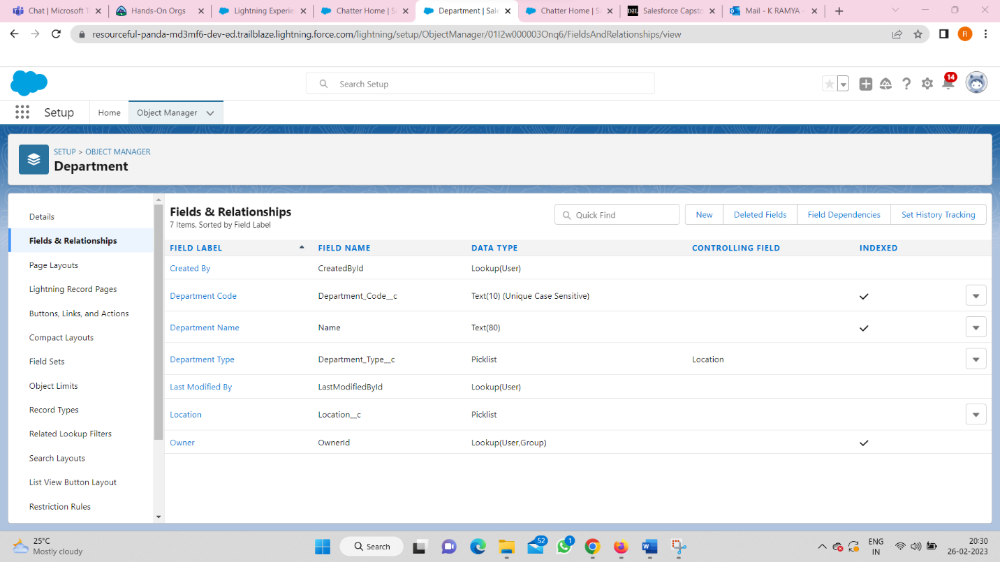 Chat | Microsoft T
Hands-On Orgs
Lightning Experie
Chatter Home | S
Department | Sale
Chatter Home | S
D2L
Salesforce Capsto
Mail - K RAMYA -
resourceful-panda-md3mf6-dev-ed.trailblaze.lightning.force.com/lightning/setup/ObjectManager/01I2w000003Onq6/FieldsAndRelationships/view
R
Search Setup
14
Setup
Home
Object Manager
SETUP > OBJECT MANAGER
Department
Details
Fields & Relationships
Page Layouts
Lightning Record Pages
Buttons, Links, and Actions
Compact Layouts
Field Sets
Object Limits
Record Types
Related Lookup Filters
Search Layouts
List View Button Layout
Restriction Rules
Fields & Relationships
7 Items, Sorted by Field Label
Quick Find
New
Deleted Fields
Field Dependencies
Set History Tracking
FIELD LABEL FIELD NAME DATA TYPE CONTROLLING FIELD INDEXED
Created By CreatedById Lookup(User)
Department Code Department_Code__c Text(10) (Unique Case Sensitive)
Department Name Name Text(80)
Department Type Department_Type__c Picklist Location
Last Modified By LastModifiedById Lookup(User)
Location Location__c Picklist
Owner OwnerId Lookup(User,Group)
25°C
Mostly cloudy
Search
52
1
W
ENG
IN
20:30
26-02-2023